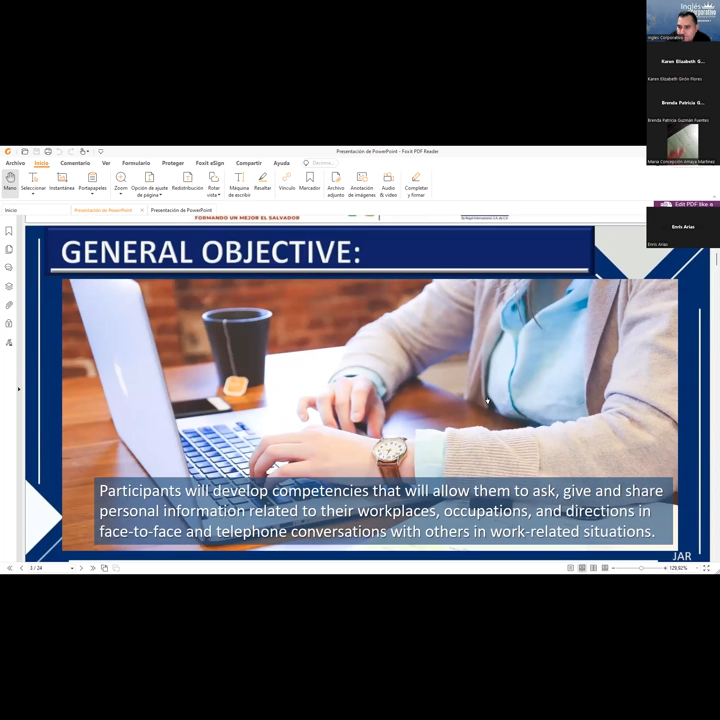 Inglés
Corporativo
Inglés Corporativo
Karen Elizabeth G...
Karen Elizabeth Girón Flores
Brenda Patricia G...
Brenda Patricia Guzmán Fuentes
María Concepción Amaya Martínez
Presentación de PowerPoint - Foxit PDF Reader
Archivo Inicio Comentario Ver Formulario Proteger Foxit eSign Compartir Ayuda
Mano Seleccionar Instantánea Portapapeles Zoom Opción de ajuste de página Redistribución Rotar vista Máquina de escribir Resaltar Vínculo Marcador Archivo adjunto Anotación de imágenes Audio & video Completar y firmar
Edit PDF like a
Inicio Presentación de PowerPoint Presentación de PowerPoint
FORMANDO UN MEJOR EL SALVADOR
Enris Arias
Enris Arias
GENERAL OBJECTIVE:
Participants will develop competencies that will allow them to ask, give and share
personal information related to their workplaces, occupations, and directions in
face-to-face and telephone conversations with others in work-related situations.
JAR
3 / 24
129,92%